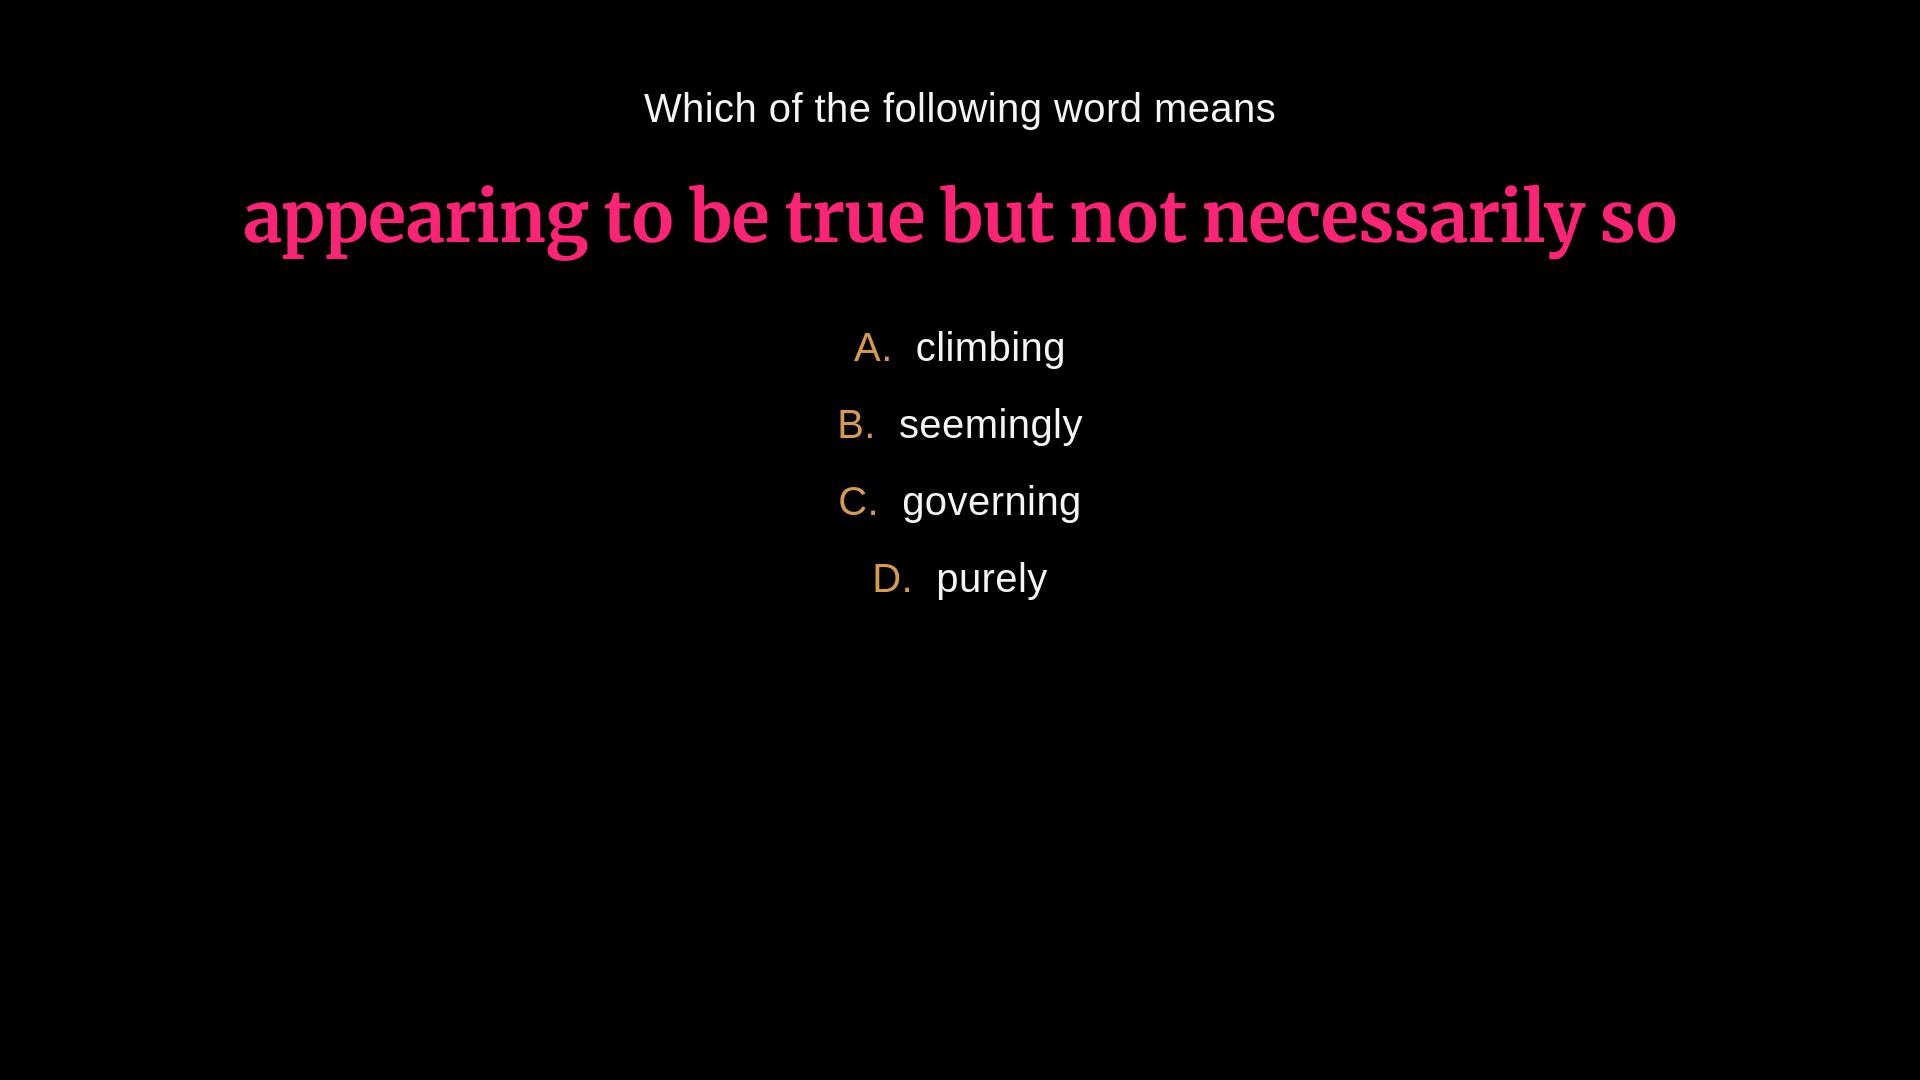 Which of the following word means
appearing to be true but not necessarily so
A. climbing
B. seemingly
C. governing
D. purely